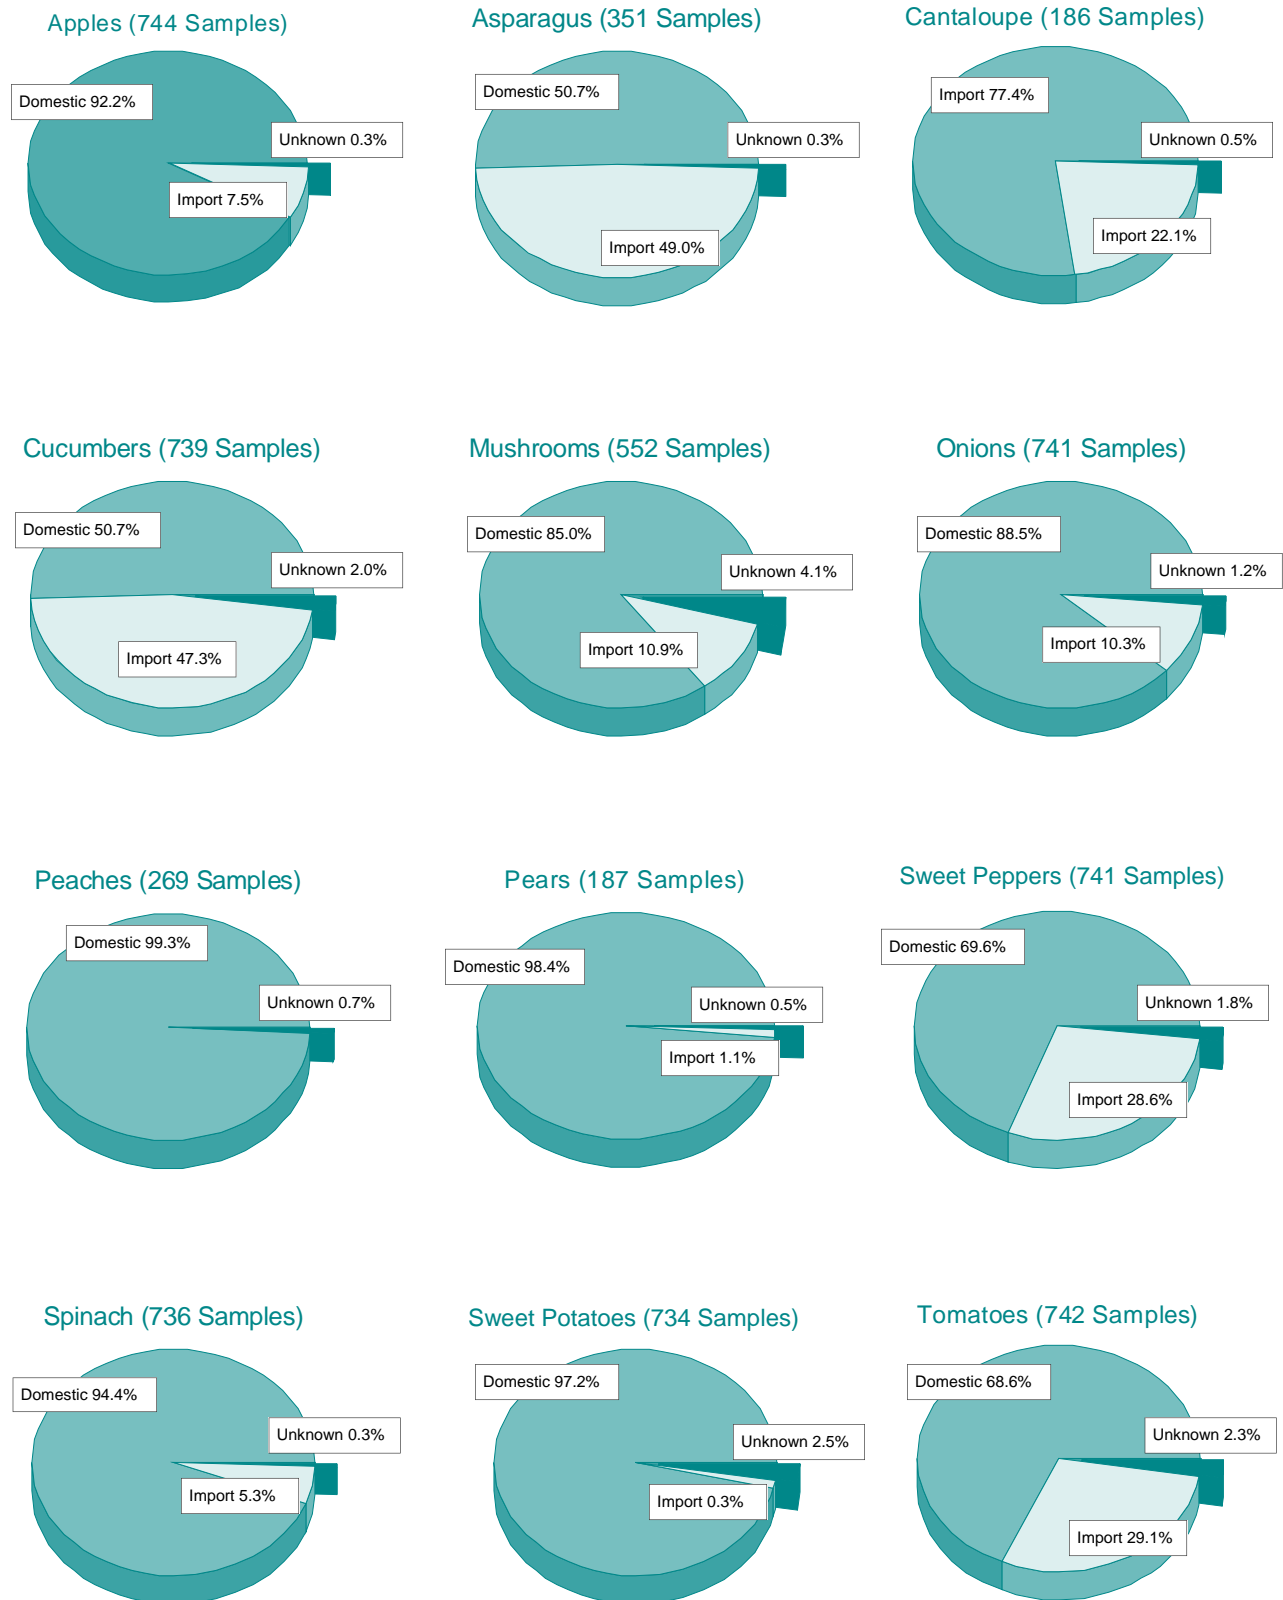 Apples (744 Samples)
Domestic 92.2%
Unknown 0.3%
Import 7.5%
Asparagus (351 Samples)
Domestic 50.7%
Unknown 0.3%
Import 49.0%
Cantaloupe (186 Samples)
Import 77.4%
Unknown 0.5%
Import 22.1%
Cucumbers (739 Samples)
Domestic 50.7%
Unknown 2.0%
Import 47.3%
Mushrooms (552 Samples)
Domestic 85.0%
Unknown 4.1%
Import 10.9%
Onions (741 Samples)
Domestic 88.5%
Unknown 1.2%
Import 10.3%
Peaches (269 Samples)
Domestic 99.3%
Unknown 0.7%
Pears (187 Samples)
Domestic 98.4%
Unknown 0.5%
Import 1.1%
Sweet Peppers (741 Samples)
Domestic 69.6%
Unknown 1.8%
Import 28.6%
Spinach (736 Samples)
Domestic 94.4%
Unknown 0.3%
Import 5.3%
Sweet Potatoes (734 Samples)
Domestic 97.2%
Unknown 2.5%
Import 0.3%
Tomatoes (742 Samples)
Domestic 68.6%
Unknown 2.3%
Import 29.1%